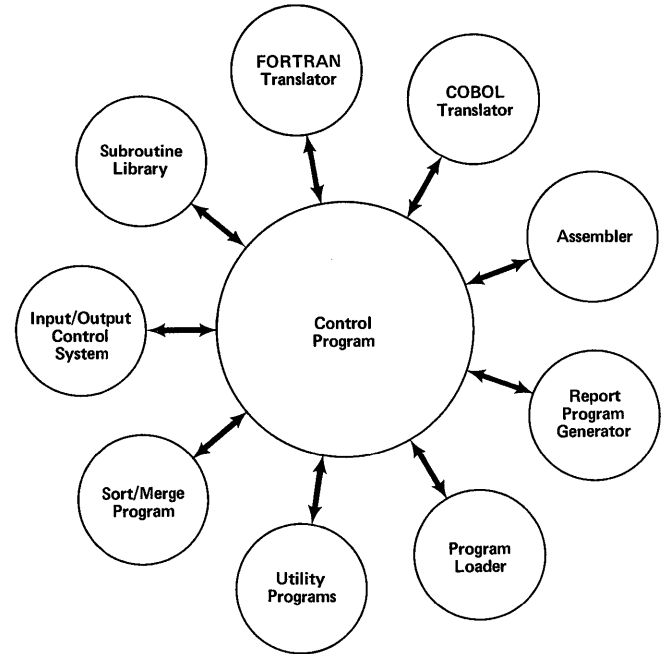 FORTRAN
Translator
COBOL
Translator
Subroutine
Library
Assembler
Input/Output
Control
System
Control
Program
Report
Program
Generator
Sort/Merge
Program
Program
Loader
Utility
Programs